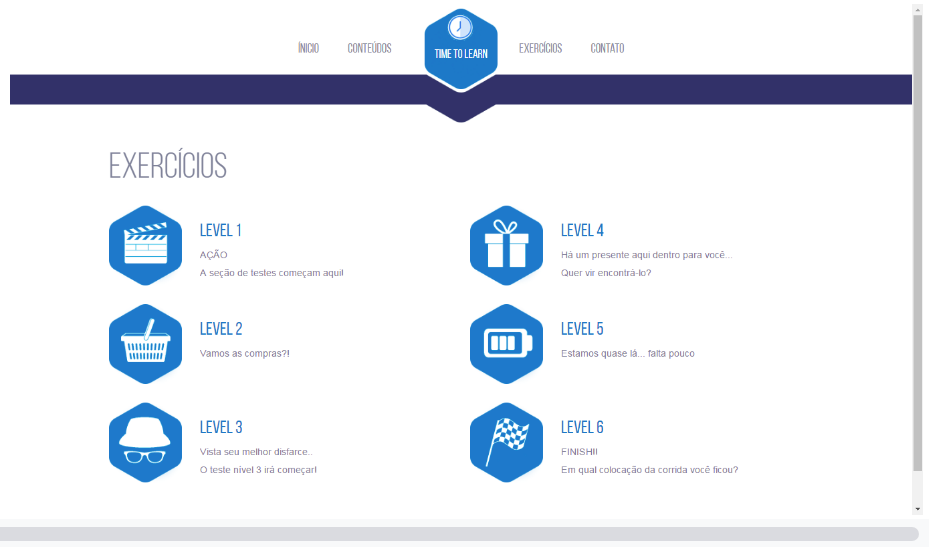 ÍNICIO
CONTEÚDOS
TIME TO LEARN
EXERCÍCIOS
CONTATO
EXERCÍCIOS
LEVEL 1
AÇÃO
A seção de testes começam aqui!
LEVEL 2
Vamos as compras?!
LEVEL 3
Vista seu melhor disfarce..
O teste nível 3 irá começar!
LEVEL 4
Há um presente aqui dentro para você...
Quer vir encontrá-lo?
LEVEL 5
Estamos quase lá... falta pouco
LEVEL 6
FINISH!!
Em qual colocação da corrida você ficou?